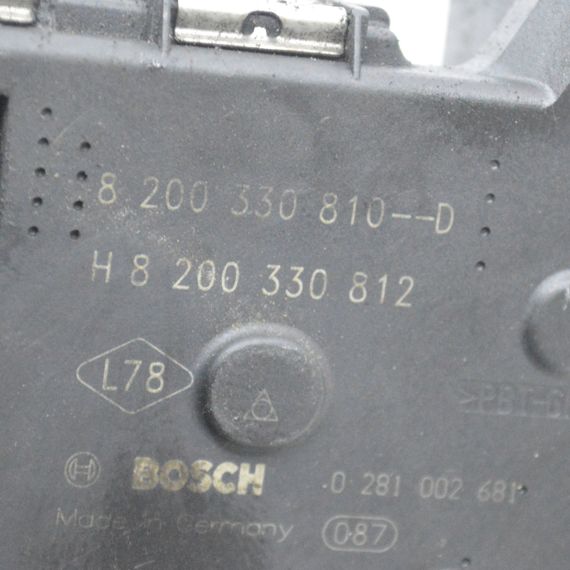 8 200 330 810--D
H 8 200 330 812
L78
BOSCH 0 281 002 681
Made in Germany 087